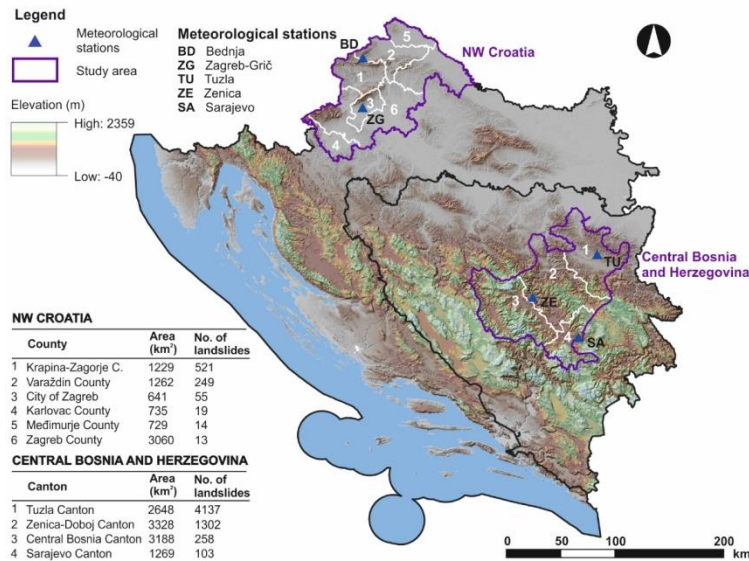 Legend
Meteorological
stations
Study area
Elevation (m)
High: 2359
Low: -40
Meteorological stations
BD Bednja
ZG Zagreb-Grič
TU Tuzla
ZE Zenica
SA Sarajevo
NW Croatia
BD
5
2
1
3
6
ZG
4
Central Bosnia
and Herzegovina
1
TU
2
3
ZE
4
SA
NW CROATIA
County Area (km²) No. of landslides
1 Krapina-Zagorje C. 1229 521
2 Varaždin County 1262 249
3 City of Zagreb 641 55
4 Karlovac County 735 19
5 Međimurje County 729 14
6 Zagreb County 3060 13
CENTRAL BOSNIA AND HERZEGOVINA
Canton Area (km²) No. of landslides
1 Tuzla Canton 2648 4137
2 Zenica-Doboj Canton 3328 1302
3 Central Bosnia Canton 3188 258
4 Sarajevo Canton 1269 103
0 50 100 200
km